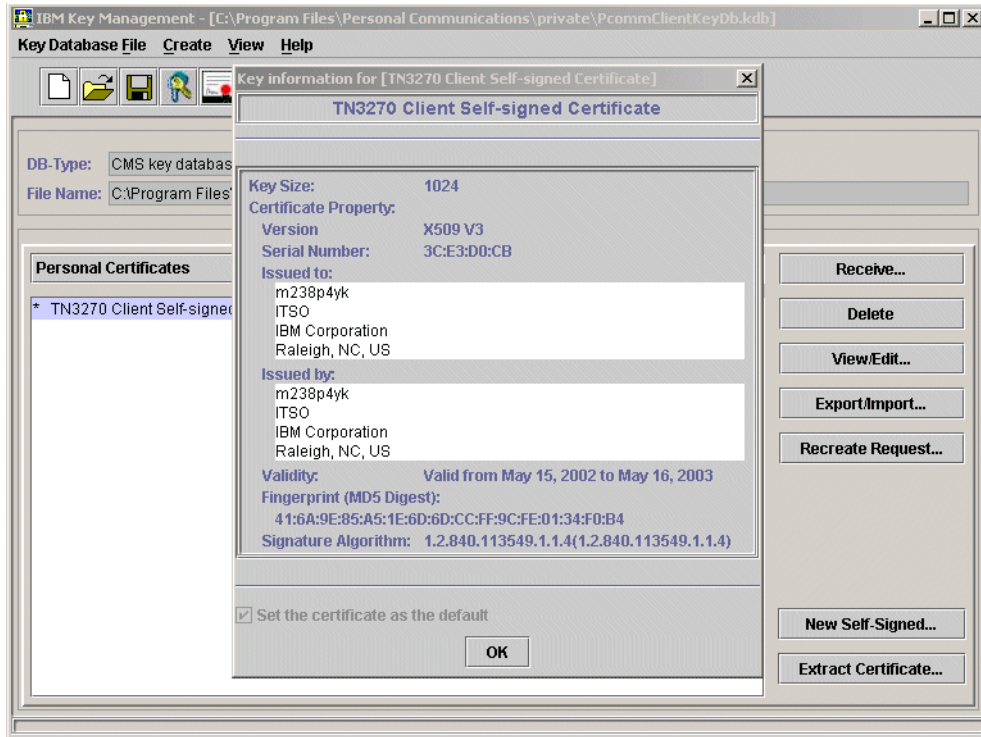 IBM Key Management - [C:\Program Files\Personal Communications\private\PcommClientKeyDb.kdb]
Key Database File Create View Help
Key information for [TN3270 Client Self-signed Certificate]
TN3270 Client Self-signed Certificate
DB-Type: CMS key databas
File Name: C:\Program Files'
Key Size: 1024
Certificate Property:
Version X509 V3
Serial Number: 3C:E3:D0:CB
Issued to:
m238p4yk
ITSO
IBM Corporation
Raleigh, NC, US
Issued by:
m238p4yk
ITSO
IBM Corporation
Raleigh, NC, US
Validity: Valid from May 15, 2002 to May 16, 2003
Fingerprint (MD5 Digest):
41:6A:9E:85:A5:1E:6D:6D:CC:FF:9C:FE:01:34:F0:B4
Signature Algorithm: 1.2.840.113549.1.1.4(1.2.840.113549.1.1.4)
Set the certificate as the default
OK
Personal Certificates
* TN3270 Client Self-signed
Receive...
Delete
View/Edit...
Export/Import...
Recreate Request...
New Self-Signed...
Extract Certificate...